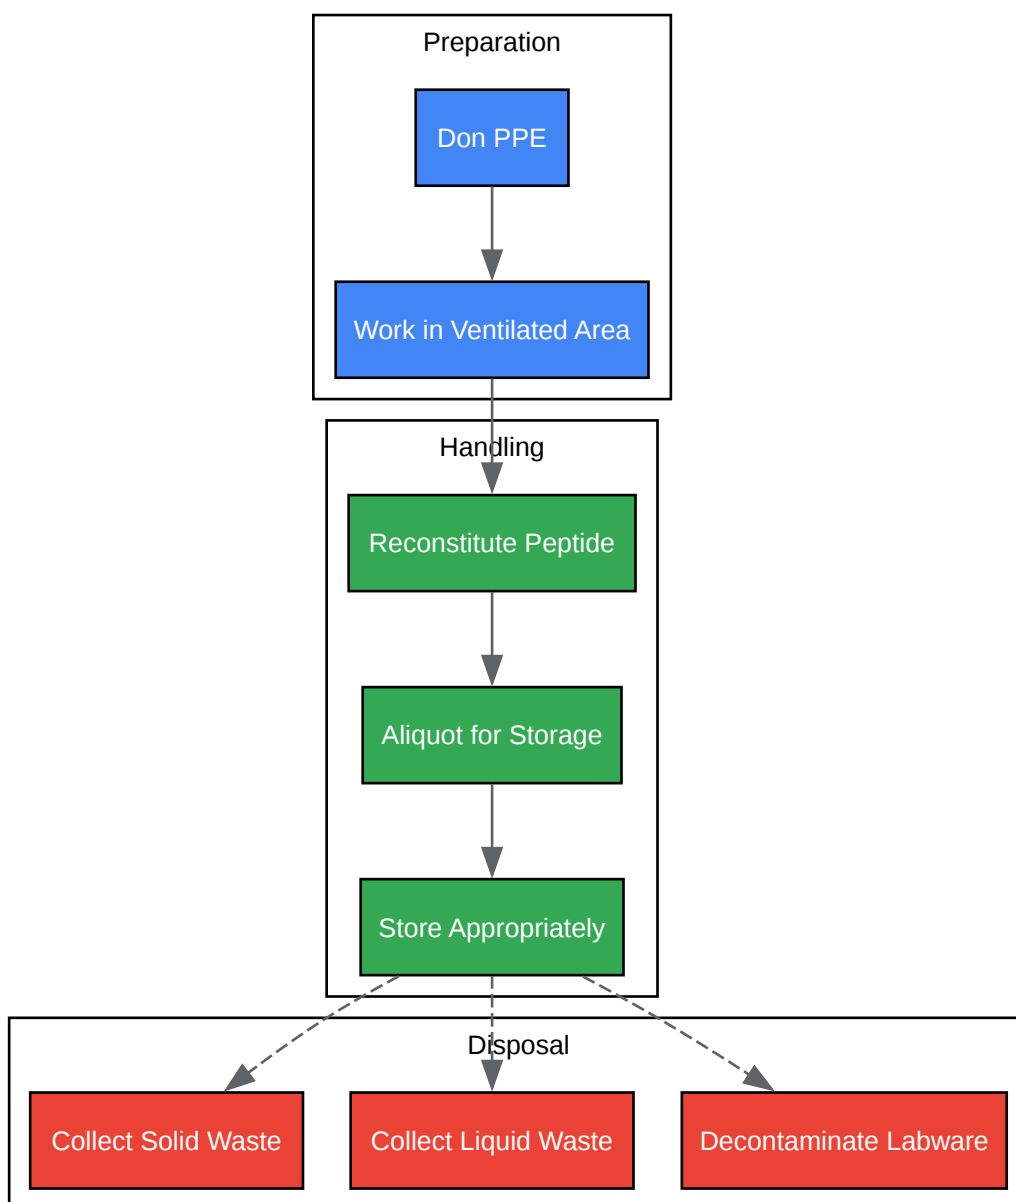 Preparation
Don PPE
Work in Ventilated Area
Handling
Reconstitute Peptide
Aliquot for Storage
Store Appropriately
Disposal
Collect Solid Waste
Collect Liquid Waste
Decontaminate Labware